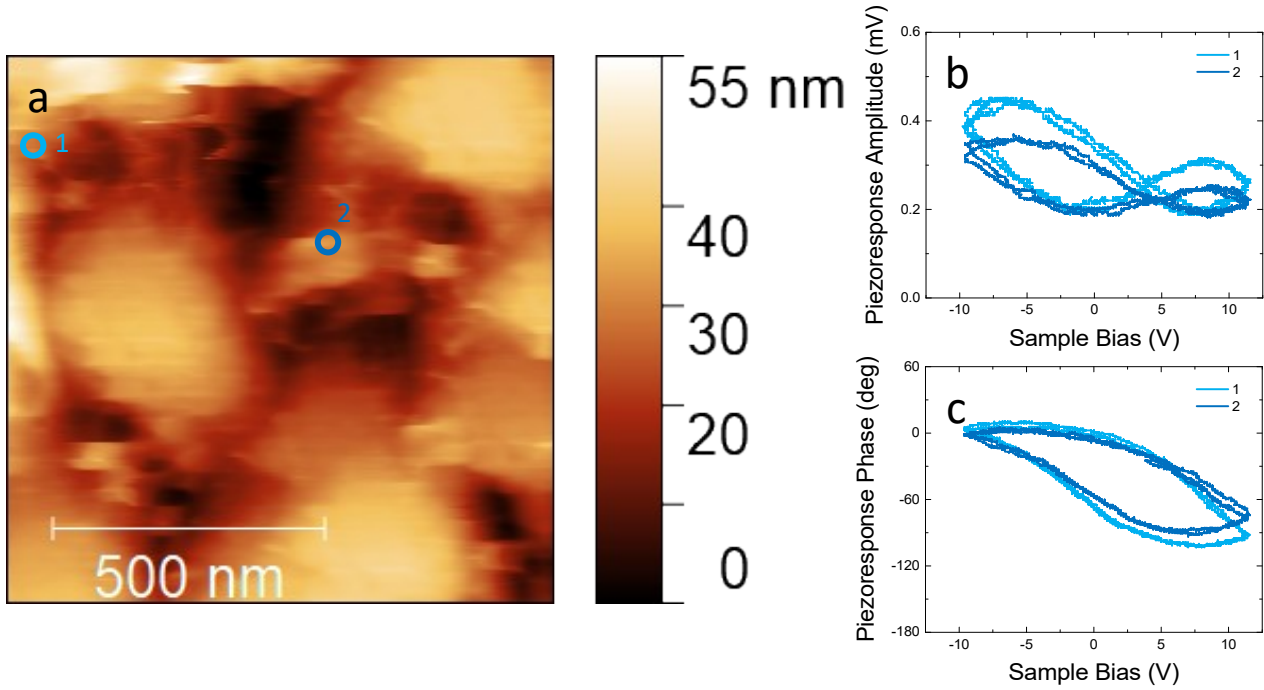 a
1
2
500 nm
55 nm
40
30
20
0
b
1
2
Piezoresponse Amplitude (mV)
0.6
0.4
0.2
0.0
-10 -5 0 5 10
Sample Bias (V)
c
1
2
Piezoresponse Phase (deg)
60
0
-60
-120
-180
-10 -5 0 5 10
Sample Bias (V)